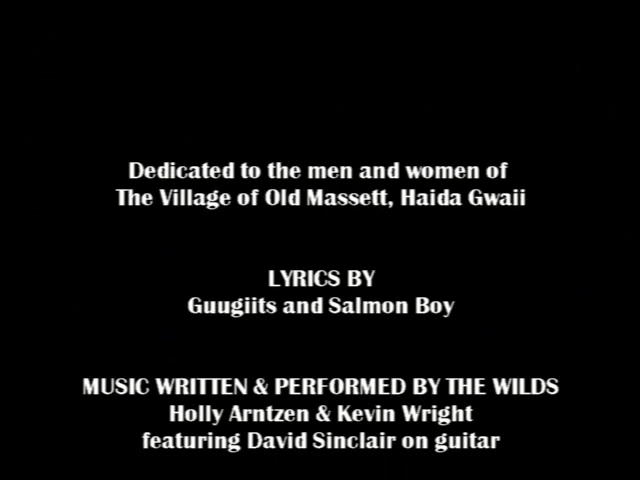 Dedicated to the men and women of
The Village of Old Massett, Haida Gwaii
LYRICS BY
Guugiits and Salmon Boy
MUSIC WRITTEN & PERFORMED BY THE WILDS
Holly Arntzen & Kevin Wright
featuring David Sinclair on guitar